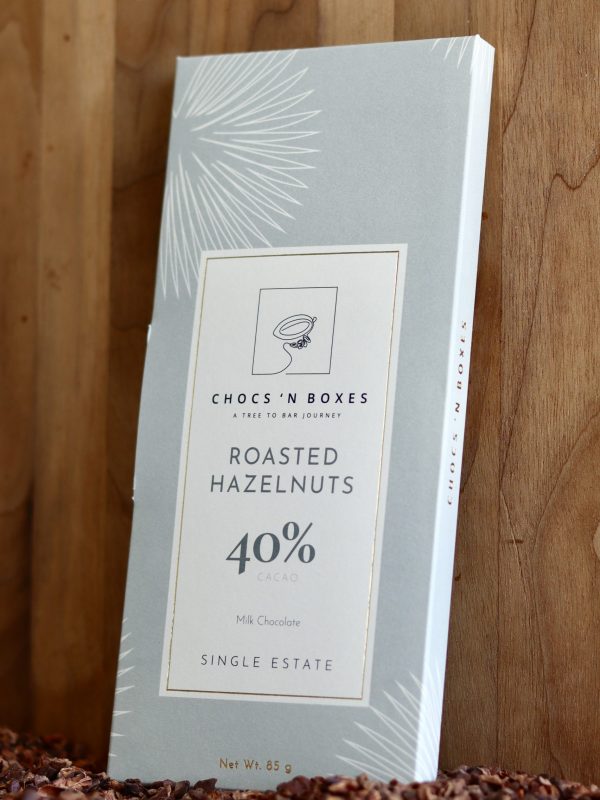 CHOCS 'N BOXES
A TREE TO BAR JOURNEY
ROASTED
HAZELNUTS
40%
CACAO
Milk Chocolate
SINGLE ESTATE
Net Wt. 85 g
CHOCS 'N BOXES